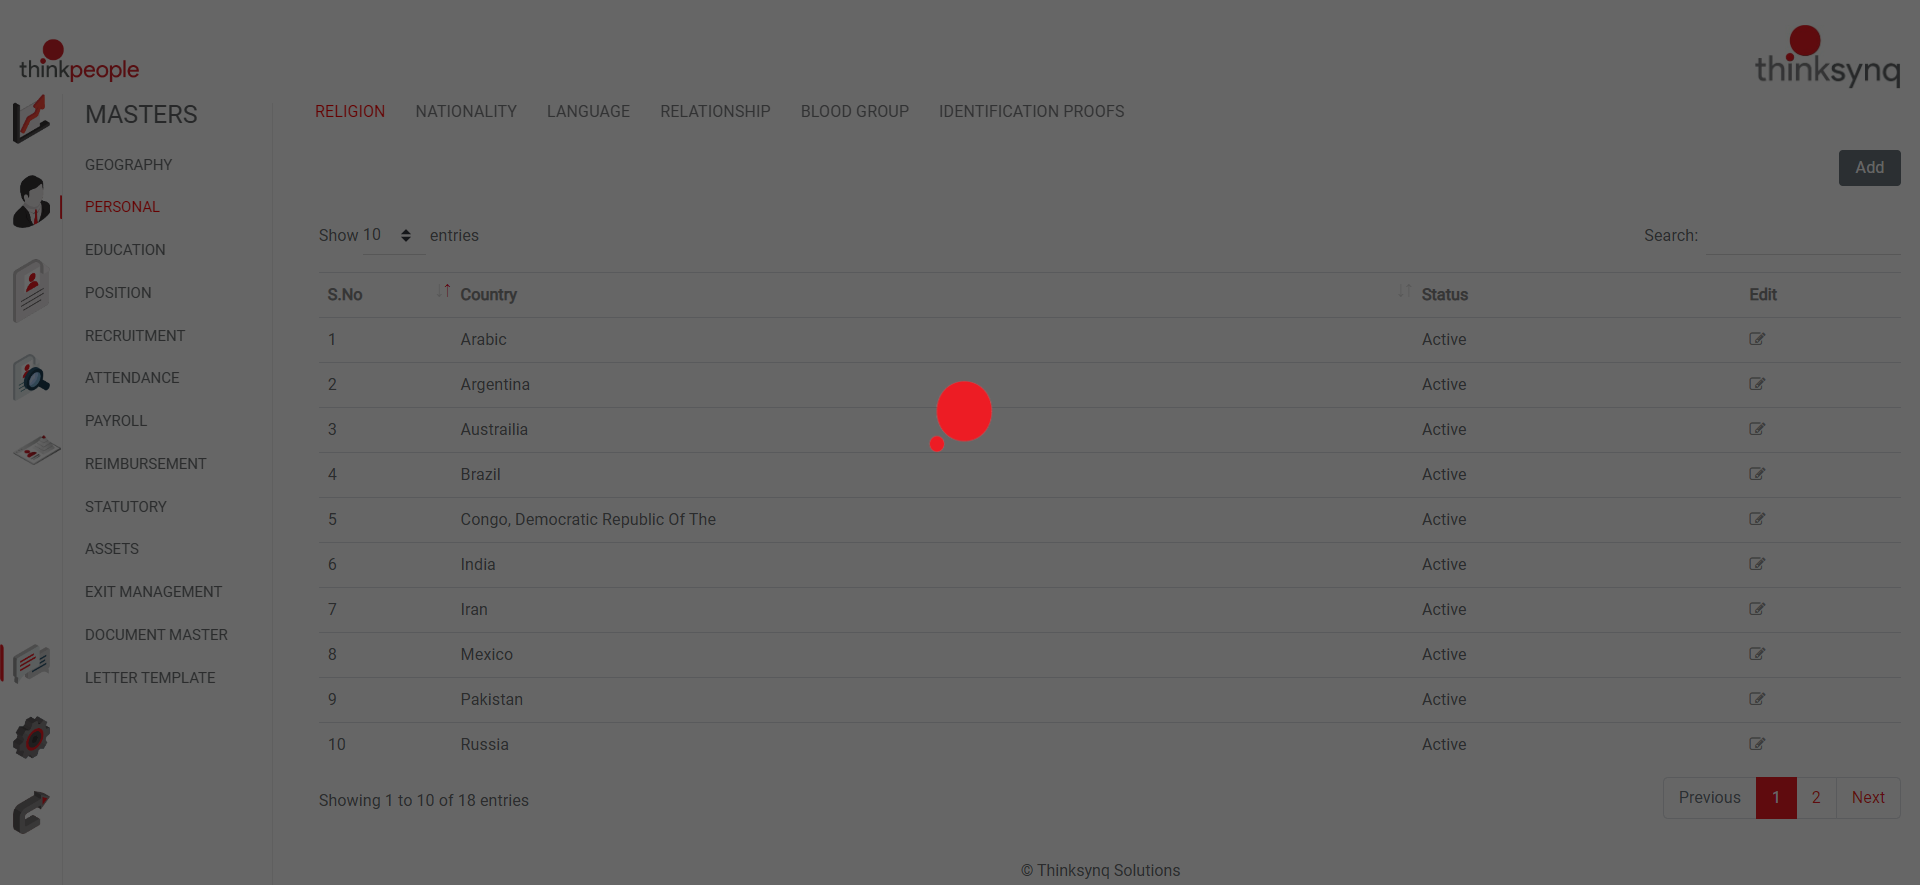 thinkpeople
thinksynq
MASTERS
RELIGION NATIONALITY LANGUAGE RELATIONSHIP BLOOD GROUP IDENTIFICATION PROOFS
GEOGRAPHY
PERSONAL
EDUCATION
POSITION
RECRUITMENT
ATTENDANCE
PAYROLL
REIMBURSEMENT
STATUTORY
ASSETS
EXIT MANAGEMENT
DOCUMENT MASTER
LETTER TEMPLATE
Add
Show 10 entries
Search:
S.No Country Status Edit
1 Arabic Active
2 Argentina Active
3 Austrailia Active
4 Brazil Active
5 Congo, Democratic Republic Of The Active
6 India Active
7 Iran Active
8 Mexico Active
9 Pakistan Active
10 Russia Active
Showing 1 to 10 of 18 entries
Previous 1 2 Next
© Thinksynq Solutions